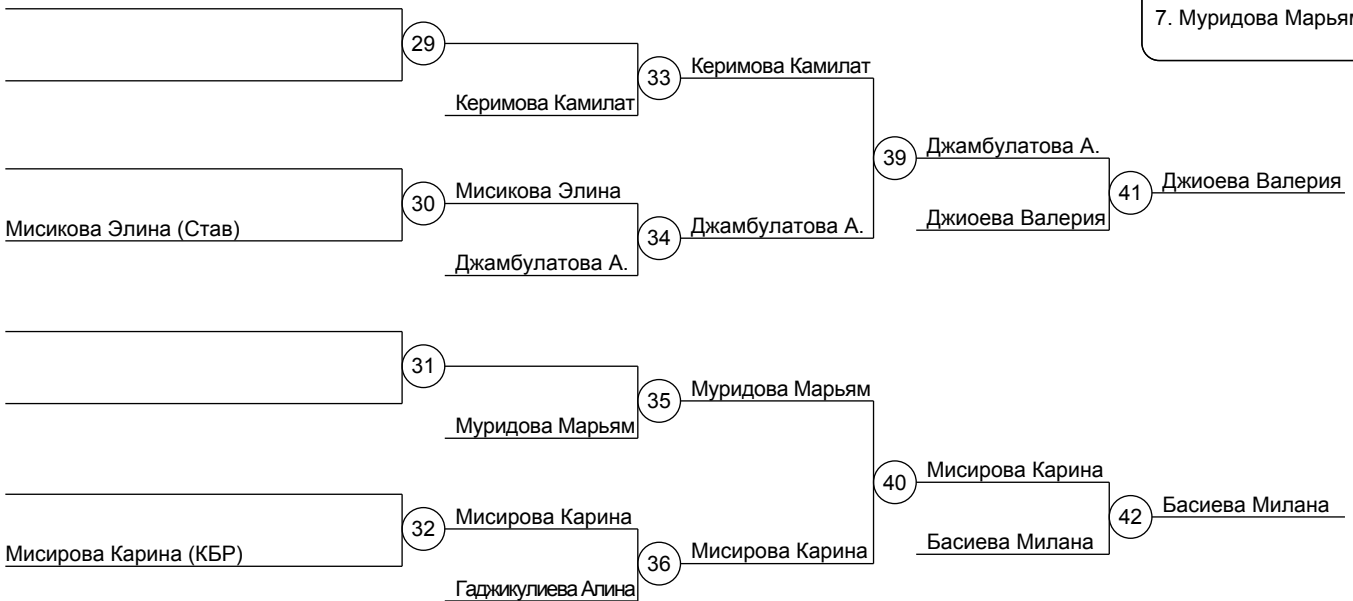 7. Муридова Марьям
29
33
Керимова Камилат
Керимова Камилат
39
Джамбулатова А.
41
Джиоева Валерия
30
Мисикова Элина
Мисикова Элина (Став)
34
Джамбулатова А.
Джиоева Валерия
Джамбулатова А.
31
35
Муридова Марьям
Муридова Марьям
40
Мисирова Карина
42
Басиева Милана
32
Мисирова Карина
Мисирова Карина (КБР)
36
Мисирова Карина
Басиева Милана
Гаджикулиева Алина